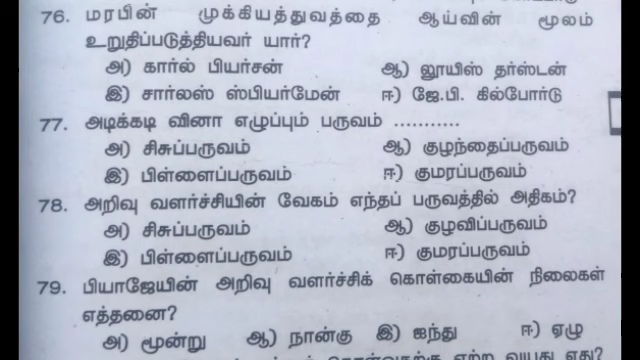 76. மரபின் முக்கியத்துவத்தை ஆய்வின் மூலம்
உறுதிப்படுத்தியவர் யார்?
அ) கார்ல் பியர்சன் ஆ) லூயிஸ் தர்ஸ்டன்
இ) சார்லஸ் ஸ்பியர்மேன் ஈ) ஜே.பி. கில்போர்டு
77. அடிக்கடி வினா எழுப்பும் பருவம் ...........
அ) சிசுப்பருவம் ஆ) குழந்தைப்பருவம்
இ) பிள்ளைப்பருவம் ஈ) குமரப்பருவம்
78. அறிவு வளர்ச்சியின் வேகம் எந்தப் பருவத்தில் அதிகம்?
அ) சிசுப்பருவம் ஆ) குழவிப்பருவம்
இ) பிள்ளைப்பருவம் ஈ) குமரப்பருவம்
79. பியாஜேயின் அறிவு வளர்ச்சிக் கொள்கையின் நிலைகள்
எத்தனை?
அ) மூன்று ஆ) நான்கு இ) ஐந்து ஈ) ஏழு
ஏற்ற வயது எது?